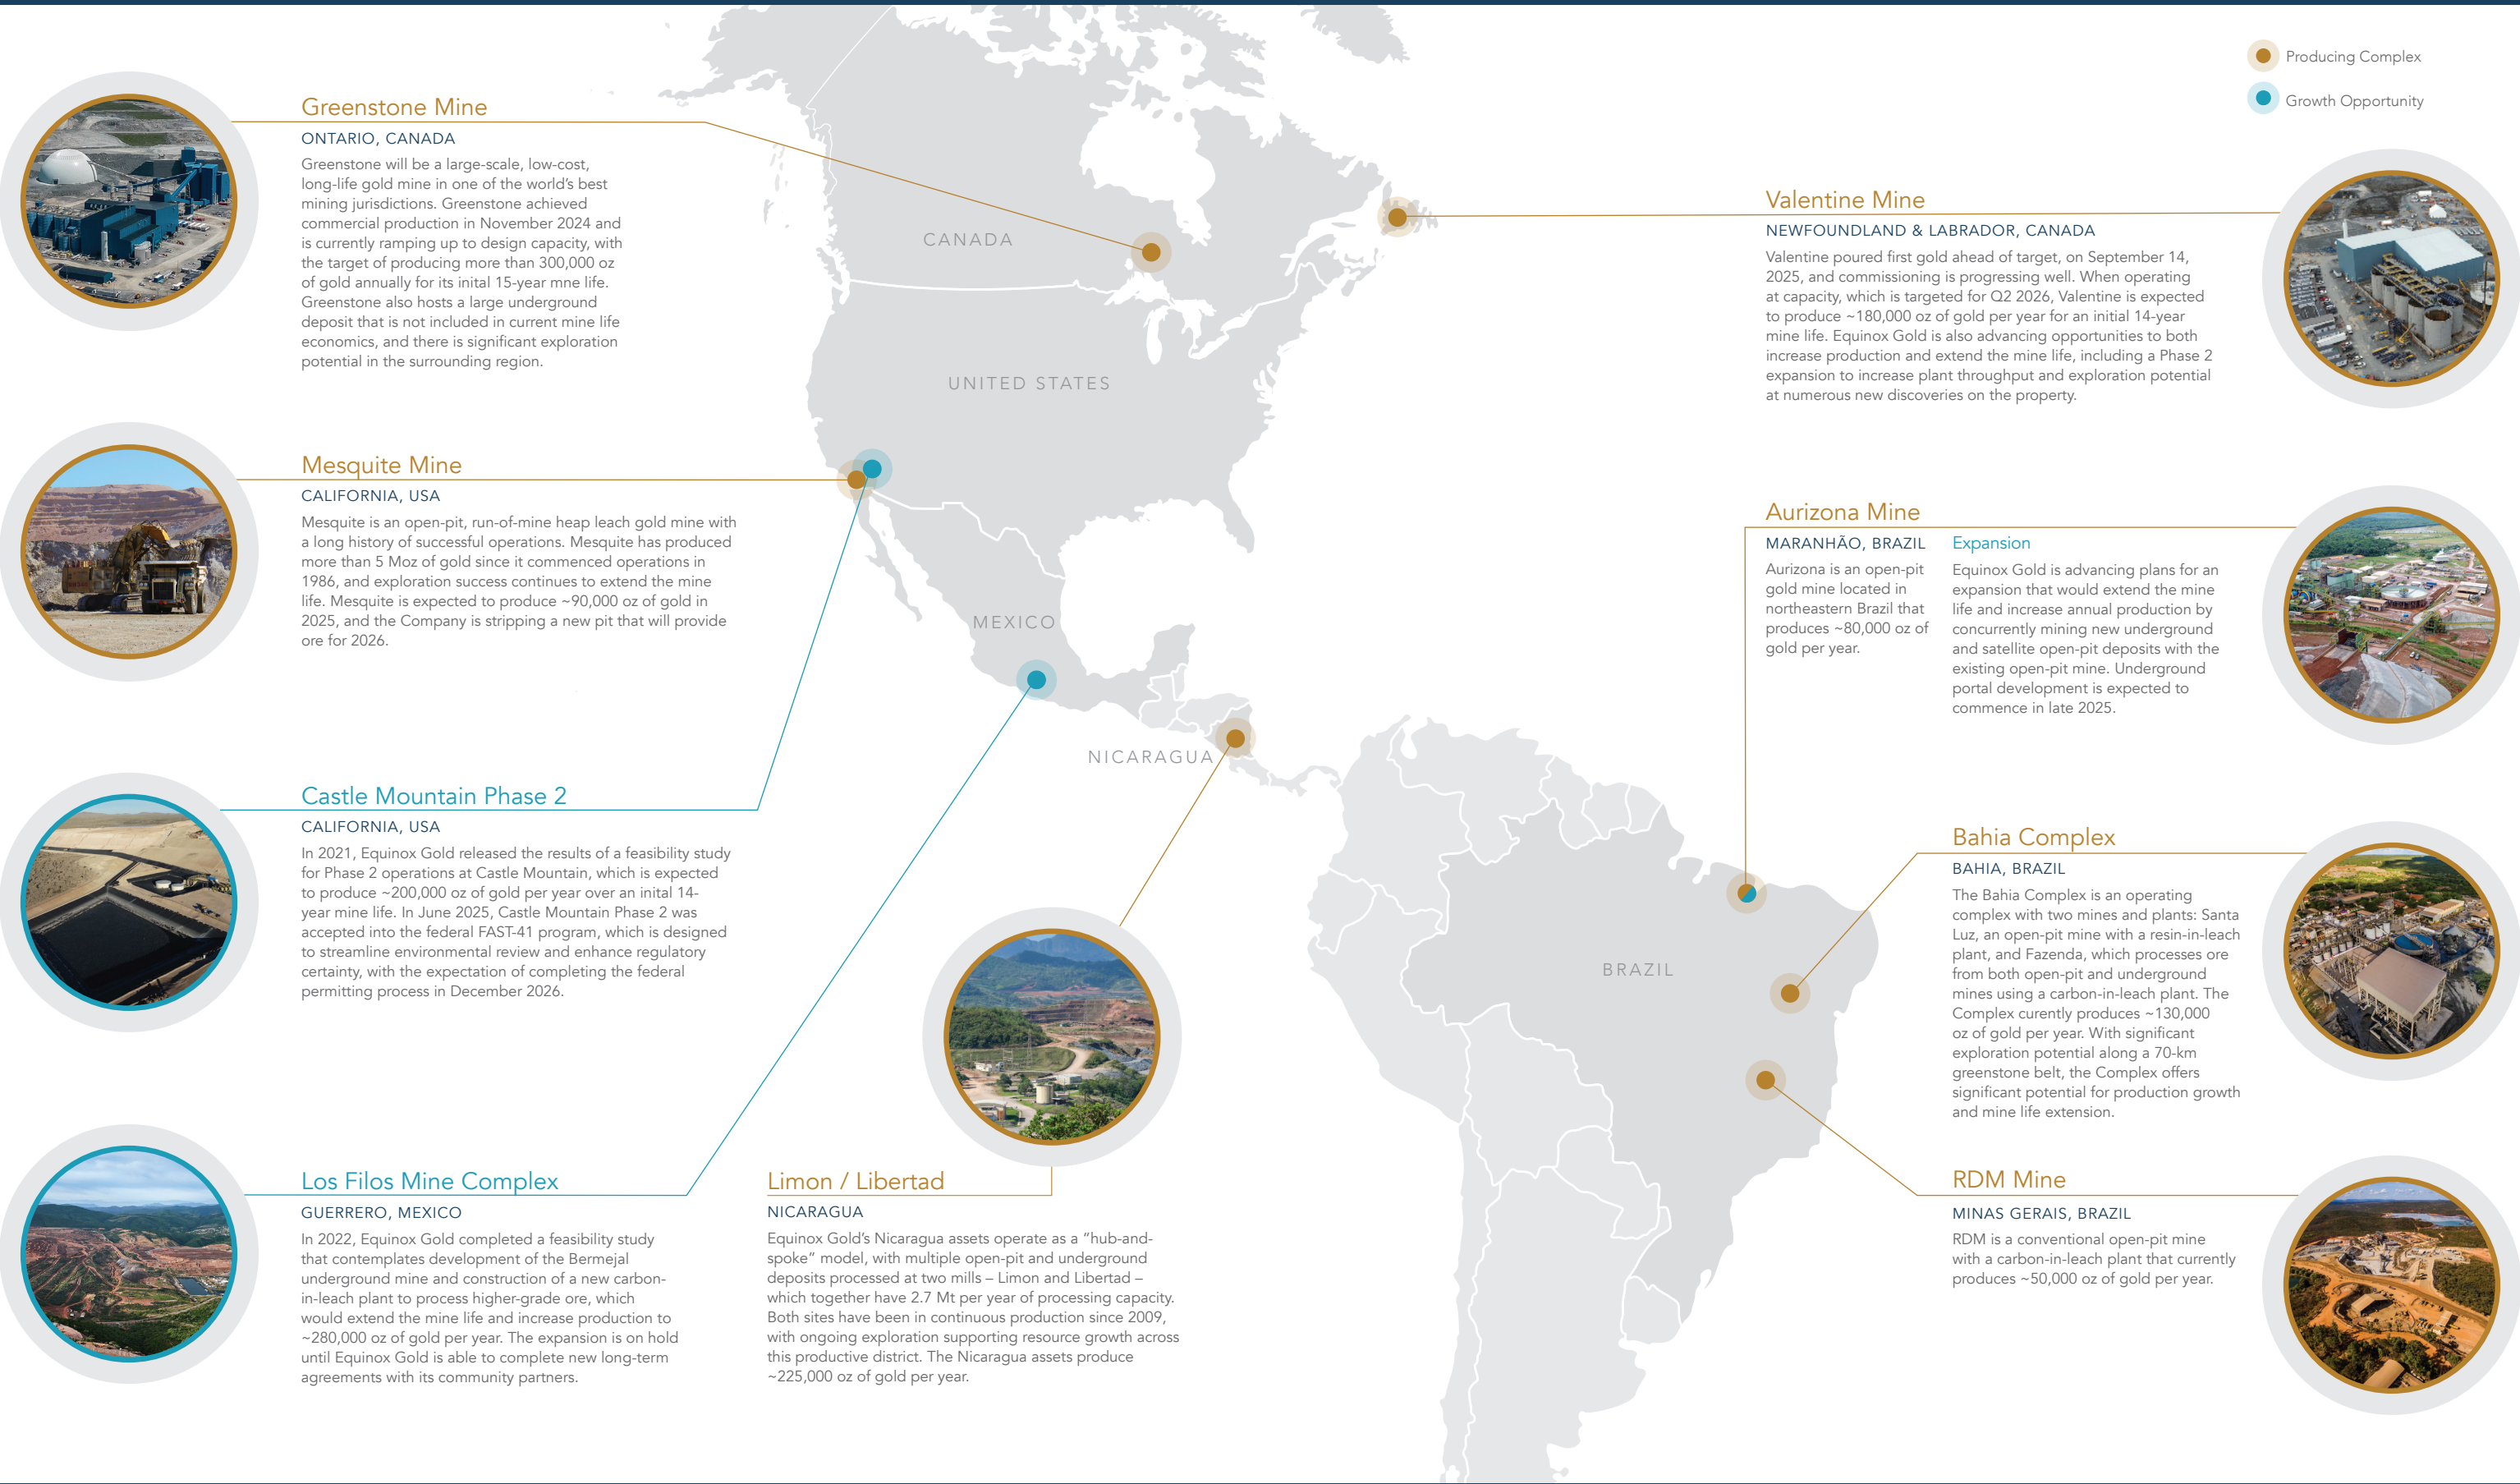 Producing Complex
Growth Opportunity
Greenstone Mine
ONTARIO, CANADA
Greenstone will be a large-scale, low-cost,
long-life gold mine in one of the world's best
mining jurisdictions. Greenstone achieved
commercial production in November 2024 and
is currently ramping up to design capacity, with
the target of producing more than 300,000 oz
of gold annually for its inital 15-year mne life.
Greenstone also hosts a large underground
deposit that is not included in current mine life
economics, and there is significant exploration
potential in the surrounding region.
Mesquite Mine
CALIFORNIA, USA
Mesquite is an open-pit, run-of-mine heap leach gold mine with
a long history of successful operations. Mesquite has produced
more than 5 Moz of gold since it commenced operations in
1986, and exploration success continues to extend the mine
life. Mesquite is expected to produce ~90,000 oz of gold in
2025, and the Company is stripping a new pit that will provide
ore for 2026.
Castle Mountain Phase 2
CALIFORNIA, USA
In 2021, Equinox Gold released the results of a feasibility study
for Phase 2 operations at Castle Mountain, which is expected
to produce ~200,000 oz of gold per year over an inital 14-
year mine life. In June 2025, Castle Mountain Phase 2 was
accepted into the federal FAST-41 program, which is designed
to streamline environmental review and enhance regulatory
certainty, with the expectation of completing the federal
permitting process in December 2026.
Los Filos Mine Complex
GUERRERO, MEXICO
In 2022, Equinox Gold completed a feasibility study
that contemplates development of the Bermejal
underground mine and construction of a new carbon-
in-leach plant to process higher-grade ore, which
would extend the mine life and increase production to
~280,000 oz of gold per year. The expansion is on hold
until Equinox Gold is able to complete new long-term
agreements with its community partners.
CANADA
UNITED STATES
MEXICO
NICARAGUA
BRAZIL
Limon / Libertad
NICARAGUA
Equinox Gold's Nicaragua assets operate as a "hub-and-
spoke" model, with multiple open-pit and underground
deposits processed at two mills – Limon and Libertad –
which together have 2.7 Mt per year of processing capacity.
Both sites have been in continuous production since 2009,
with ongoing exploration supporting resource growth across
this productive district. The Nicaragua assets produce
~225,000 oz of gold per year.
Valentine Mine
NEWFOUNDLAND & LABRADOR, CANADA
Valentine poured first gold ahead of target, on September 14,
2025, and commissioning is progressing well. When operating
at capacity, which is targeted for Q2 2026, Valentine is expected
to produce ~180,000 oz of gold per year for an initial 14-year
mine life. Equinox Gold is also advancing opportunities to both
increase production and extend the mine life, including a Phase 2
expansion to increase plant throughput and exploration potential
at numerous new discoveries on the property.
Aurizona Mine
MARANHÃO, BRAZIL
Aurizona is an open-pit
gold mine located in
northeastern Brazil that
produces ~80,000 oz of
gold per year.
Expansion
Equinox Gold is advancing plans for an
expansion that would extend the mine
life and increase annual production by
concurrently mining new underground
and satellite open-pit deposits with the
existing open-pit mine. Underground
portal development is expected to
commence in late 2025.
Bahia Complex
BAHIA, BRAZIL
The Bahia Complex is an operating
complex with two mines and plants: Santa
Luz, an open-pit mine with a resin-in-leach
plant, and Fazenda, which processes ore
from both open-pit and underground
mines using a carbon-in-leach plant. The
Complex curently produces ~130,000
oz of gold per year. With significant
exploration potential along a 70-km
greenstone belt, the Complex offers
significant potential for production growth
and mine life extension.
RDM Mine
MINAS GERAIS, BRAZIL
RDM is a conventional open-pit mine
with a carbon-in-leach plant that currently
produces ~50,000 oz of gold per year.